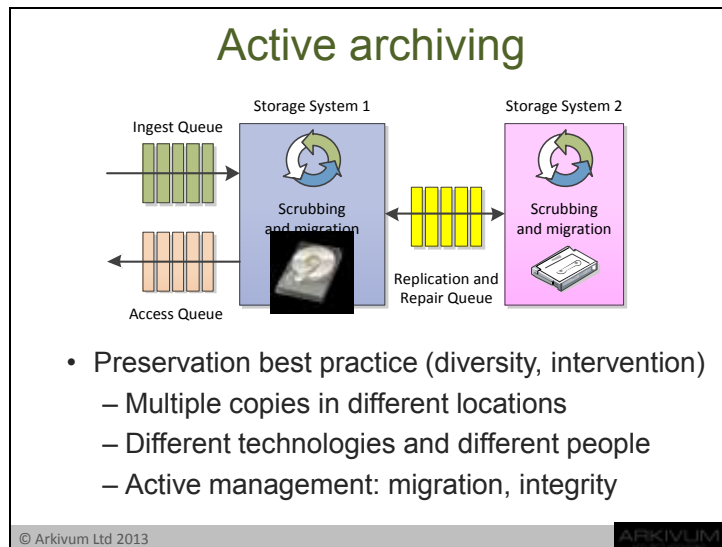 Active archiving
Storage System 1
Storage System 2
Ingest Queue
Scrubbing
and migration
Scrubbing
and migration
Replication and
Repair Queue
Access Queue
• Preservation best practice (diversity, intervention)
– Multiple copies in different locations
– Different technologies and different people
– Active management: migration, integrity
© Arkivum Ltd 2013
ARKIVUM